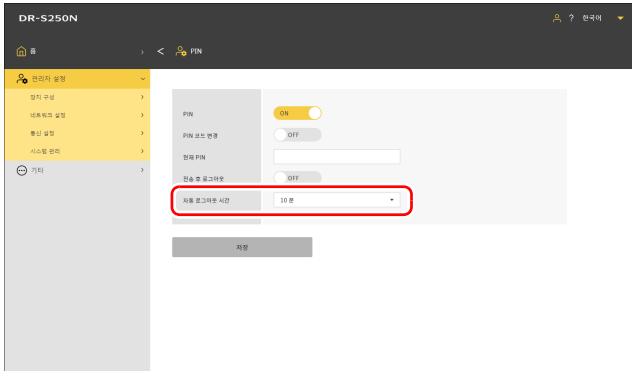 DR-S250N
? 한국어
홈
PIN
관리자 설정
장치 구성
네트워크 설정
통신 설정
시스템 관리
기타
PIN
ON
PIN 코드 변경
OFF
현재 PIN
전송 후 로그아웃
OFF
자동 로그아웃 시간
10 분
저장